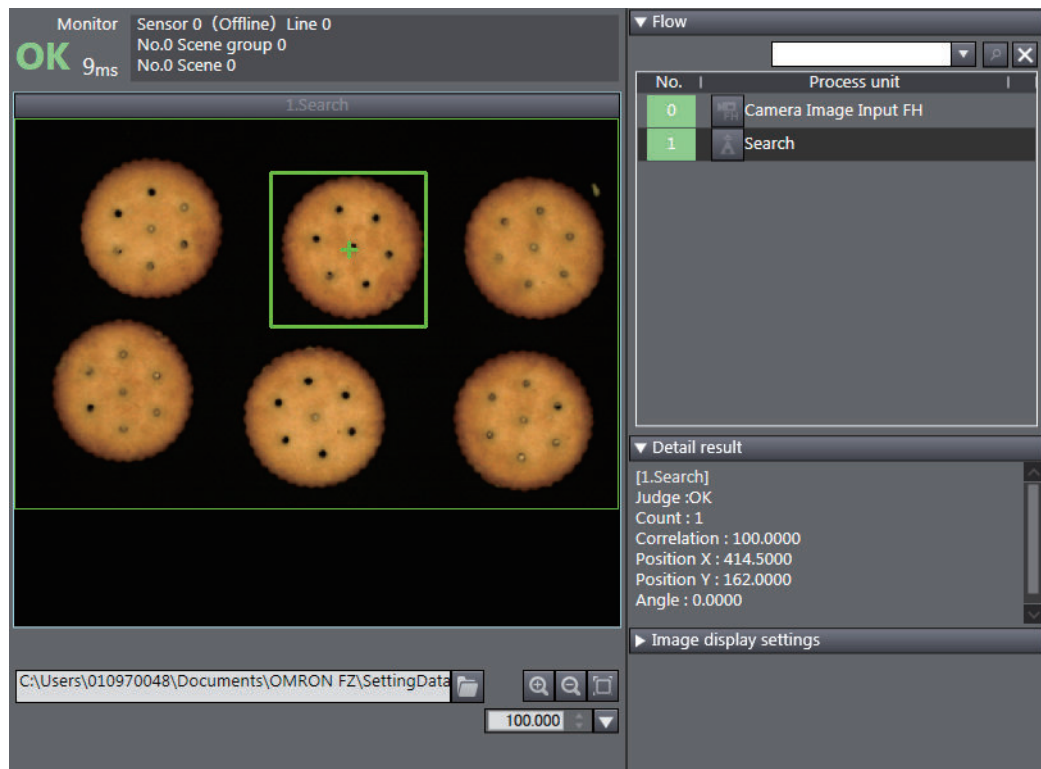 Monitor
OK 9ms
Sensor 0 (Offline) Line 0
No.0 Scene group 0
No.0 Scene 0
1.Search
C:\Users\010970048\Documents\OMRON FZ\SettingData
100.000
▼ Flow
No. Process unit
0 FH Camera Image Input FH
1 Search
▼ Detail result
[1.Search]
Judge :OK
Count : 1
Correlation : 100.0000
Position X : 414.5000
Position Y : 162.0000
Angle : 0.0000
▶ Image display settings